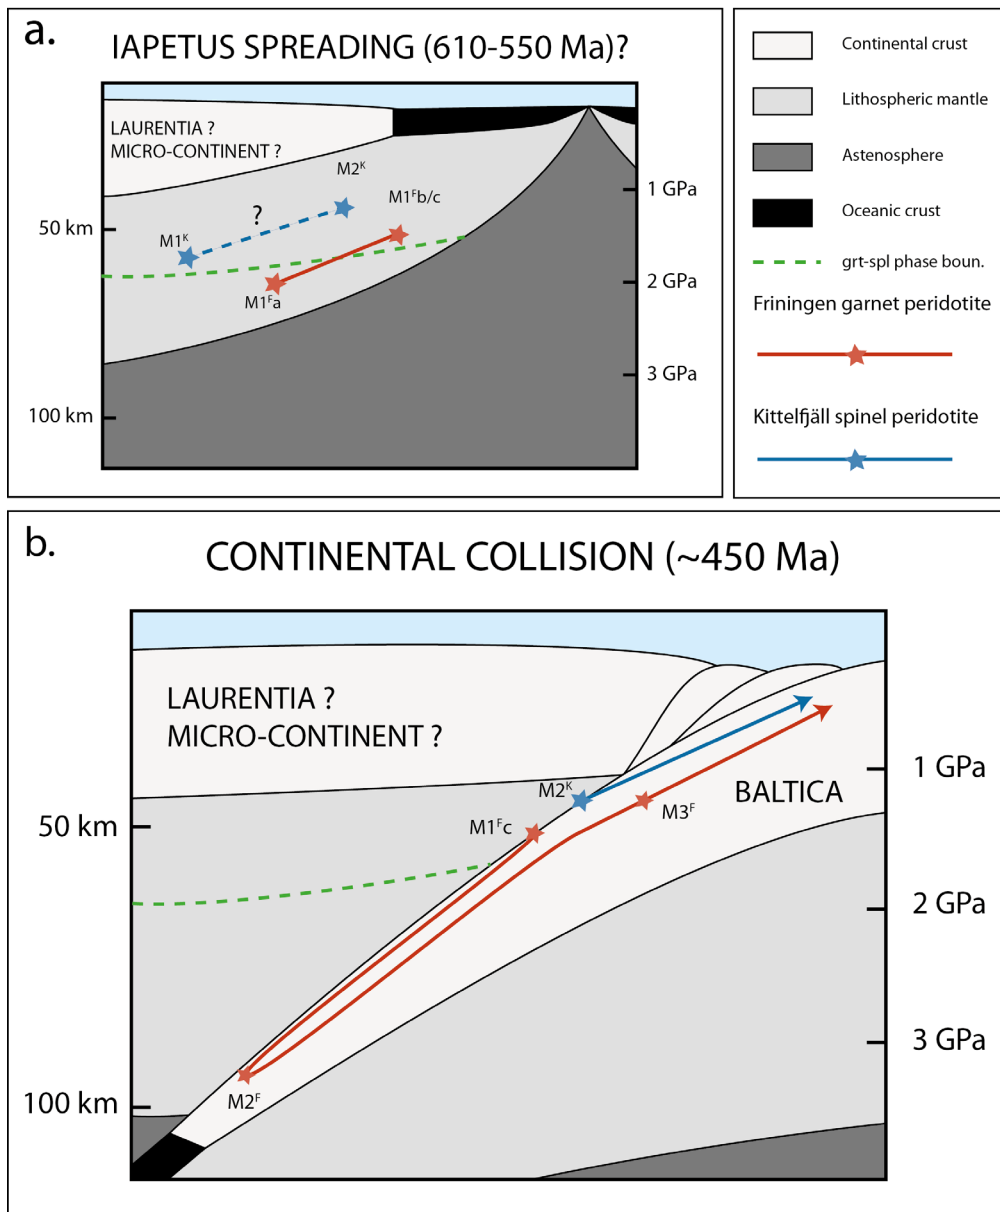 a.
IAPETUS SPREADING (610-550 Ma)?
LAURENTIA ?
MICRO-CONTINENT ?
M2ᴷ
M1ꟳb/c
?
M1ᴷ
M1ꟳa
50 km
100 km
1 GPa
2 GPa
3 GPa
Continental crust
Lithospheric mantle
Astenosphere
Oceanic crust
grt-spl phase boun.
Friningen garnet peridotite
Kittelfjäll spinel peridotite
b.
CONTINENTAL COLLISION (~450 Ma)
LAURENTIA ?
MICRO-CONTINENT ?
BALTICA
M2ᴷ
M1ꟳc
M3ꟳ
M2ꟳ
50 km
100 km
1 GPa
2 GPa
3 GPa